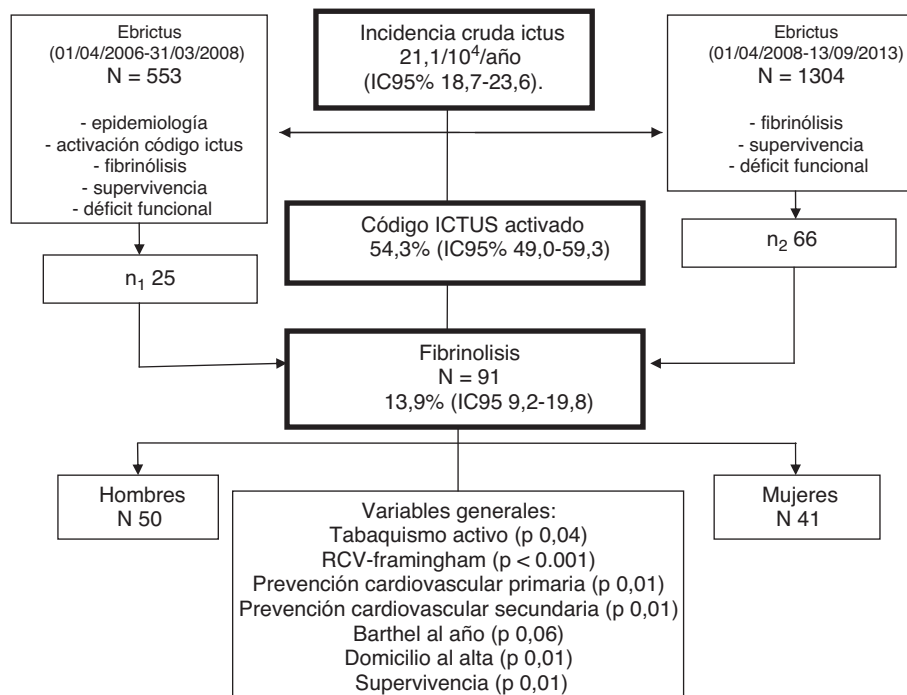 Ebrictus
(01/04/2006-31/03/2008)
N = 553
- epidemiología
- activación código ictus
- fibrinólisis
- supervivencia
- déficit funcional
Incidencia cruda ictus
21,1/10⁴/año
(IC95% 18,7-23,6).
Ebrictus
(01/04/2008-13/09/2013)
N = 1304
- fibrinólisis
- supervivencia
- déficit funcional
Código ICTUS activado
54,3% (IC95% 49,0-59,3)
n₁ 25
n₂ 66
Fibrinolisis
N = 91
13,9% (IC95 9,2-19,8)
Hombres
N 50
Variables generales:
Tabaquismo activo (p 0,04)
RCV-framingham (p < 0.001)
Prevención cardiovascular primaria (p 0,01)
Prevención cardiovascular secundaria (p 0,01)
Barthel al año (p 0,06)
Domicilio al alta (p 0,01)
Supervivencia (p 0,01)
Mujeres
N 41